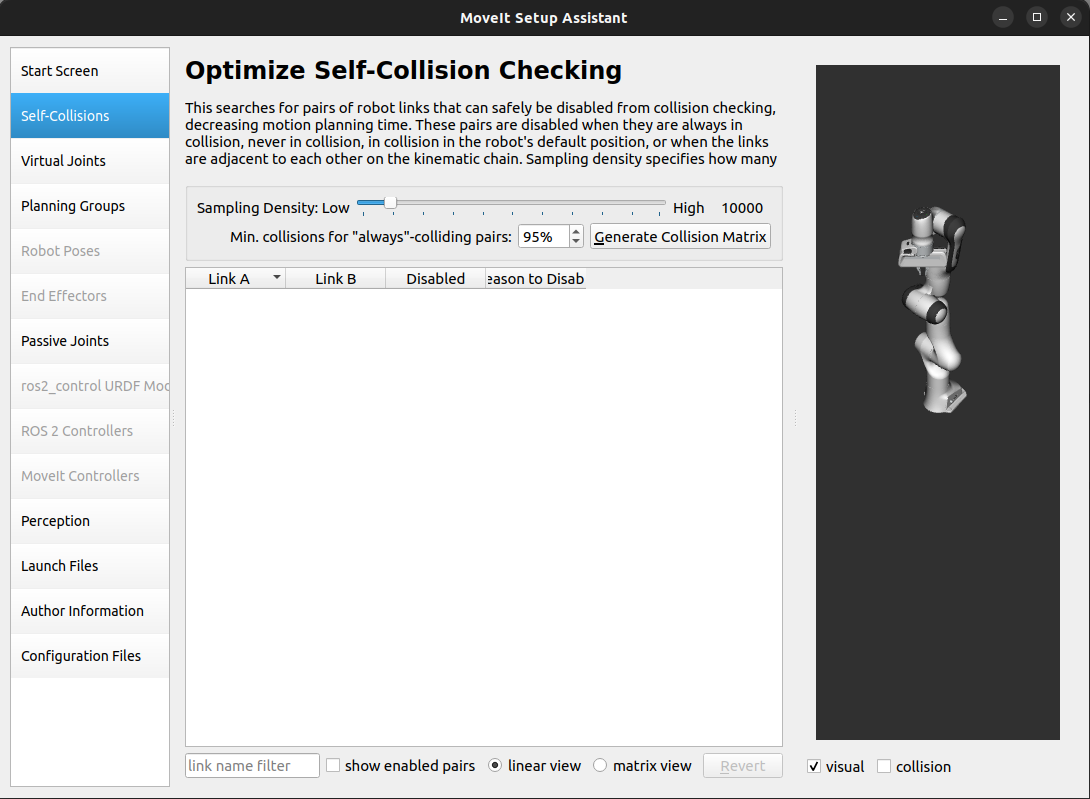 MoveIt Setup Assistant
Start Screen
Self-Collisions
Virtual Joints
Planning Groups
Robot Poses
End Effectors
Passive Joints
ros2_control URDF Moc
ROS 2 Controllers
MoveIt Controllers
Perception
Launch Files
Author Information
Configuration Files
Optimize Self-Collision Checking
This searches for pairs of robot links that can safely be disabled from collision checking,
decreasing motion planning time. These pairs are disabled when they are always in
collision, never in collision, in collision in the robot's default position, or when the links
are adjacent to each other on the kinematic chain. Sampling density specifies how many
Sampling Density: Low High 10000
Min. collisions for "always"-colliding pairs: 95% Generate Collision Matrix
Link A Link B Disabled eason to Disab
link name filter show enabled pairs linear view matrix view Revert
visual collision